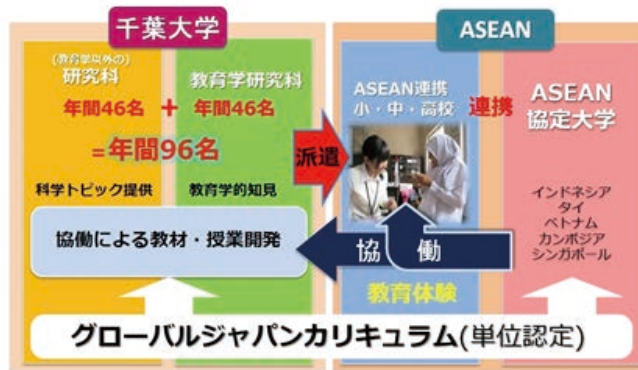 千葉大学
ASEAN
(教育学以外の)
研究科
教育学研究科
年間46名 + 年間46名
=年間96名
科学トピック提供
教育学的知見
協働による教材・授業開発
派遣
ASEAN連携
小・中・高校
連携
ASEAN
協定大学
インドネシア
タイ
ベトナム
カンボジア
シンガポール
協働
教育体験
グローバルジャパンカリキュラム(単位認定)